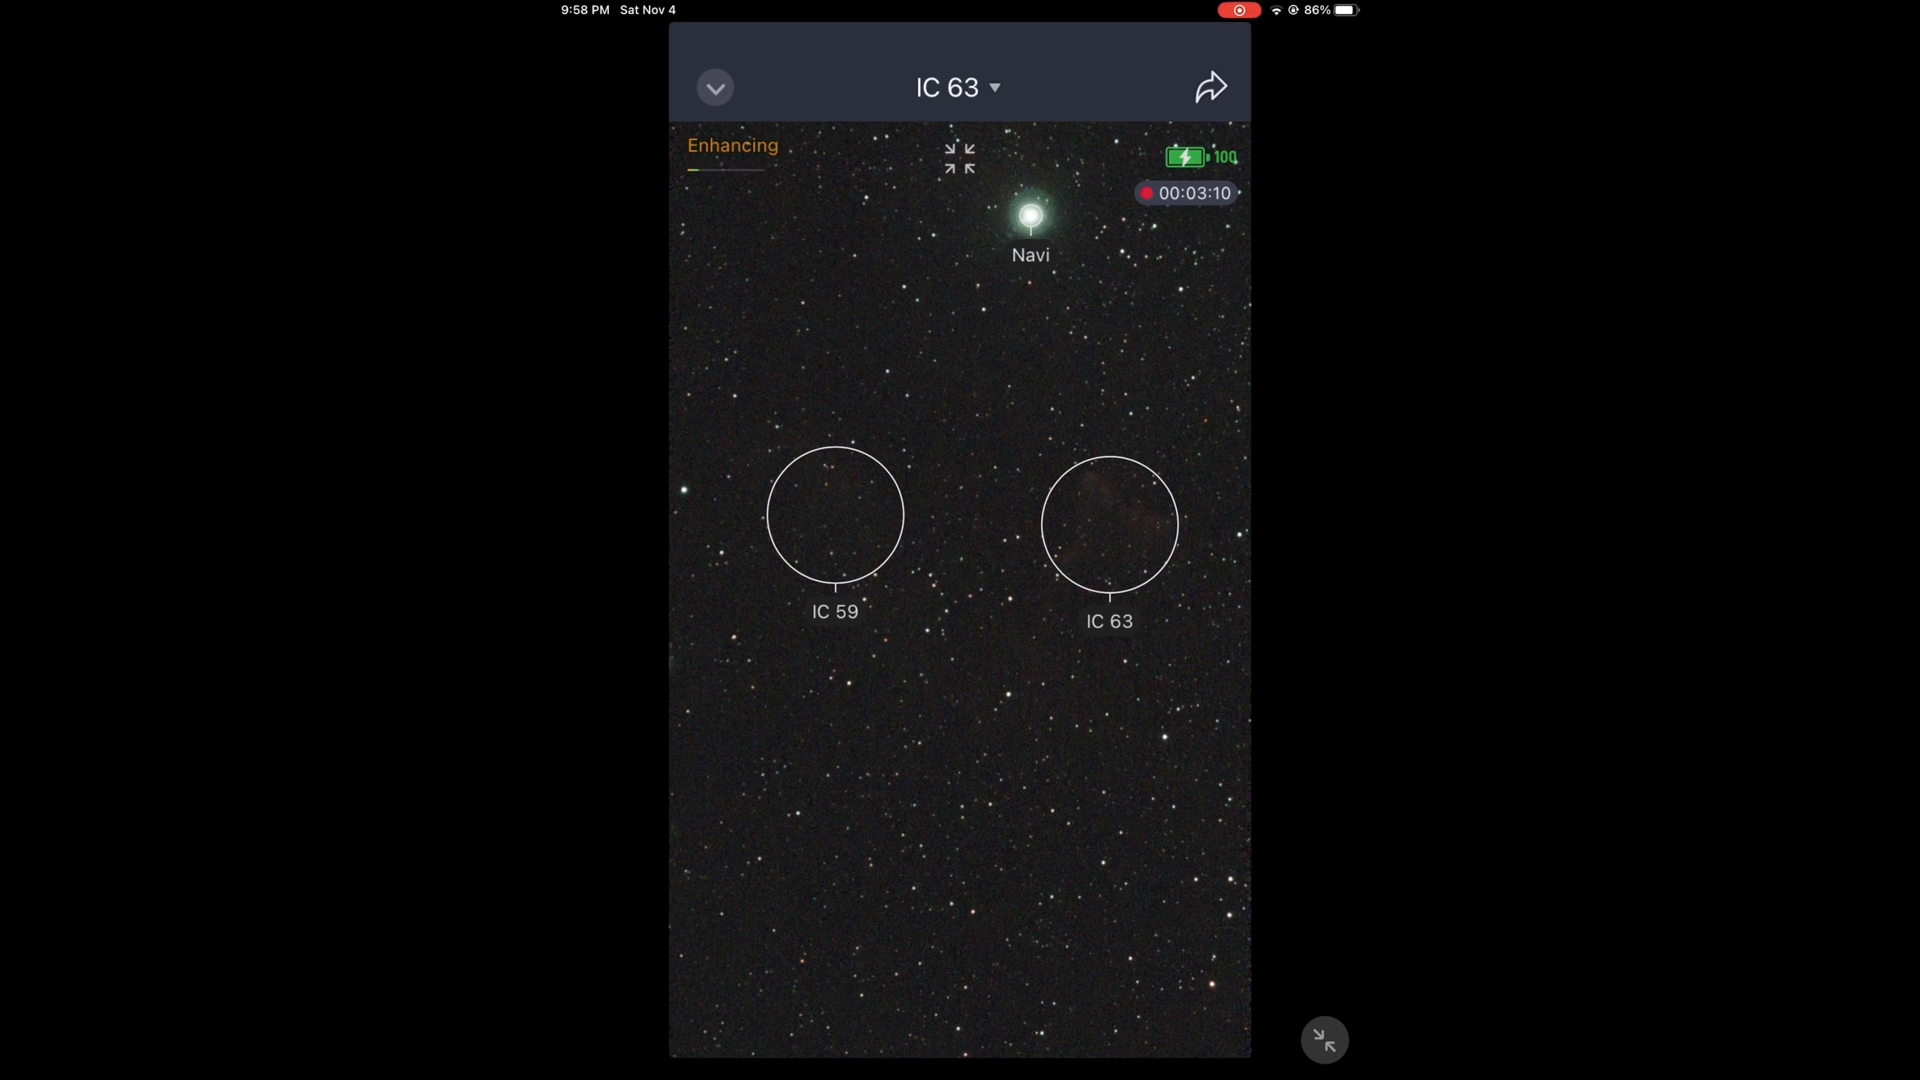 9:58 PM Sat Nov 4
86%
IC 63
Enhancing
100
00:03:10
Navi
IC 59
IC 63